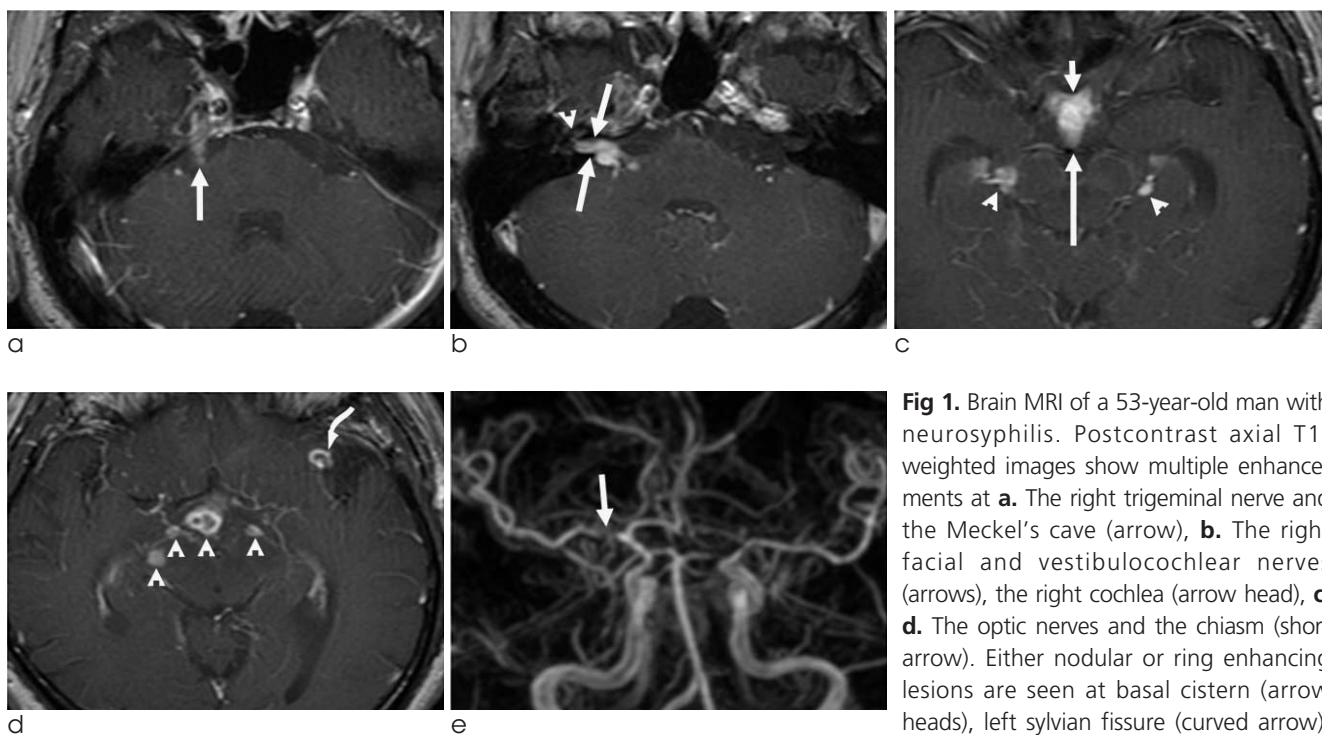 a
b
c
d
e
Fig 1. Brain MRI of a 53-year-old man with
neurosyphilis. Postcontrast axial T1
weighted images show multiple enhance
ments at a. The right trigeminal nerve and
the Meckel's cave (arrow), b. The righ
facial and vestibulocochlear nerves
(arrows), the right cochlea (arrow head), c
d. The optic nerves and the chiasm (shor
arrow). Either nodular or ring enhancing
lesions are seen at basal cistern (arrow
heads), left sylvian fissure (curved arrow)